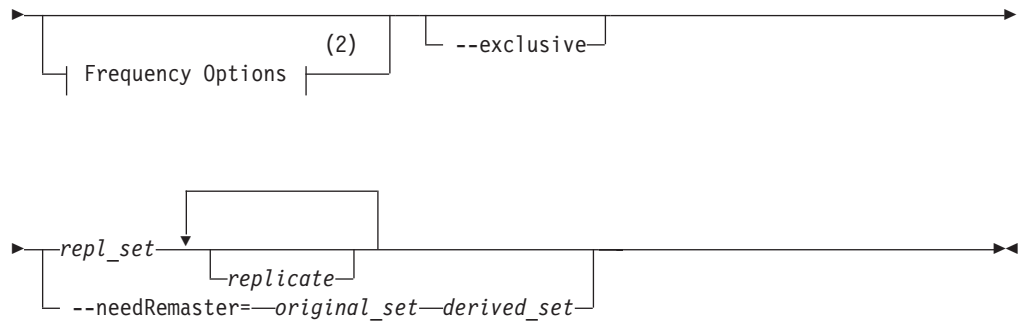 (2)
Frequency Options
--exclusive
repl_set
replicate
--needRemaster= original_set derived_set